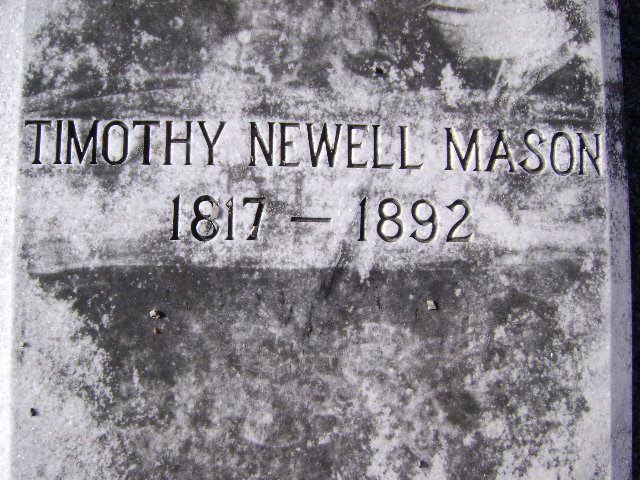 TIMOTHY NEWELL MASON
1817 – 1892